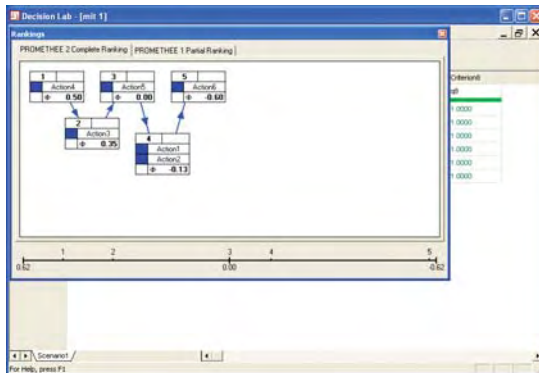 Decision Lab - [mit 1]
Rankings
PROMETHEE 2 Complete Ranking
PROMETHEE 1 Partial Ranking
1
Action4
Φ 0.50
2
Action3
Φ 0.35
3
Action5
Φ 0.00
4
Action1
Action2
Φ -0.13
5
Action6
Φ -0.60
1 2 3 4 5
0.62 0.00 -0.62
Criterion6
1.0000
1.0000
1.0000
1.0000
1.0000
1.0000
Scenario1
For Help, press F1